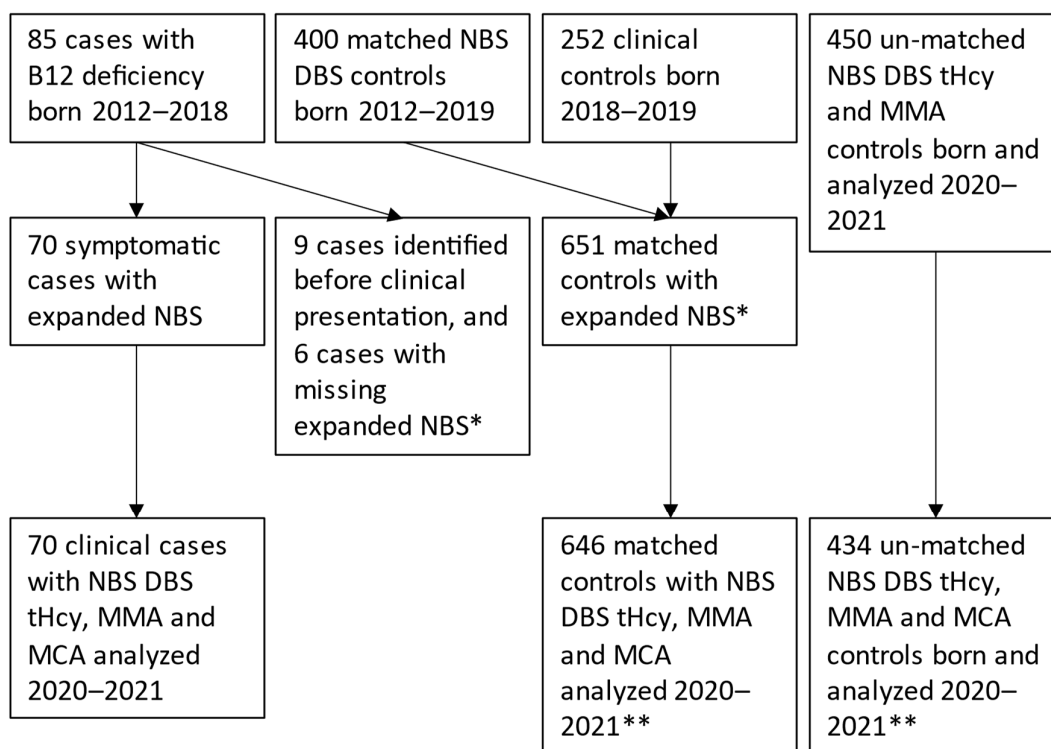 85 cases with
B12 deficiency
born 2012–2018
400 matched NBS
DBS controls
born 2012–2019
252 clinical
controls born
2018–2019
450 un-matched
NBS DBS tHcy
and MMA
controls born and
analyzed 2020–
2021
70 symptomatic
cases with
expanded NBS
9 cases identified
before clinical
presentation, and
6 cases with
missing
expanded NBS*
651 matched
controls with
expanded NBS*
70 clinical cases
with NBS DBS
tHcy, MMA and
MCA analyzed
2020–2021
646 matched
controls with NBS
DBS tHcy, MMA
and MCA
analyzed 2020–
2021**
434 un-matched
NBS DBS tHcy,
MMA and MCA
controls born and
analyzed 2020–
2021**